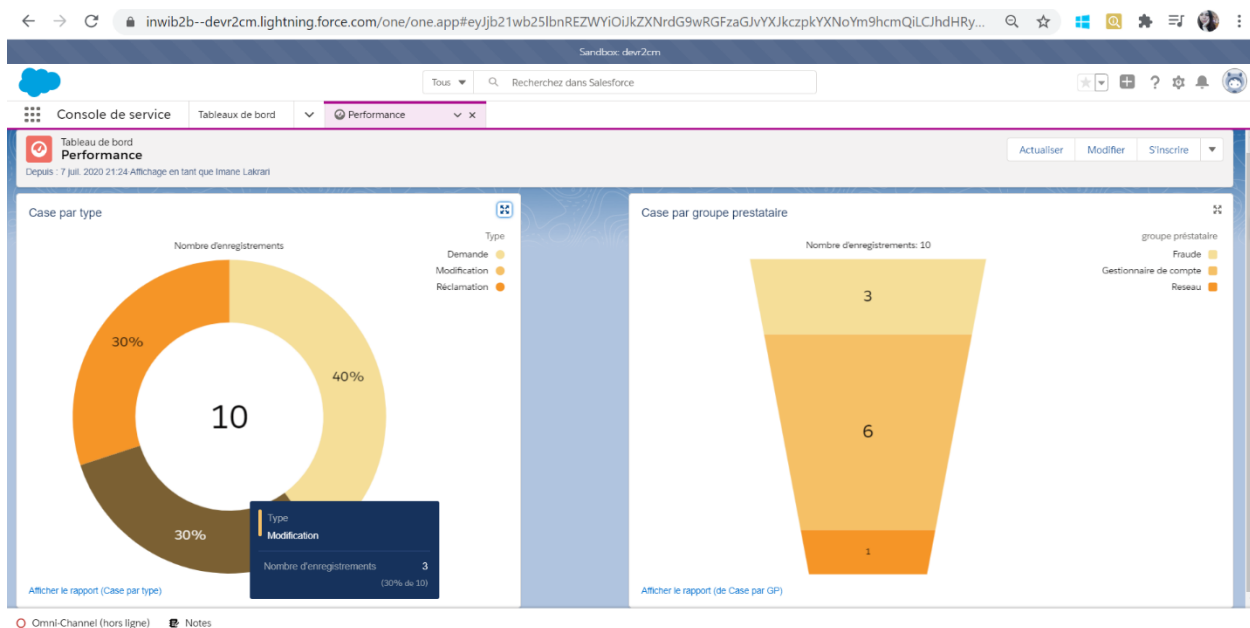 inwib2b--devr2cm.lightning.force.com/one/one.app#eyJjb21wb25lbnREZWYiOiJkZXNrdG9wRGFzaGJvYXJkczpkYXNoYm9hcmQiLCJhdHRy...
Sandbox: devr2cm
Tous
Recherchez dans Salesforce
Console de service
Tableaux de bord
Performance
Tableau de bord
Performance
Depuis : 7 juil. 2020 21:24·Affichage en tant que Imane Lakrari
Actualiser
Modifier
S'inscrire
Case par type
Nombre d'enregistrements
Type
Demande
Modification
Réclamation
30%
40%
10
30%
Type
Modification
Nombre d'enregistrements 3
(30% de 10)
Afficher le rapport (Case par type)
Case par groupe prestataire
Nombre d'enregistrements: 10
groupe préstataire
Fraude
Gestionnaire de compte
Reseau
3
6
1
Afficher le rapport (de Case par GP)
Omni-Channel (hors ligne)
Notes